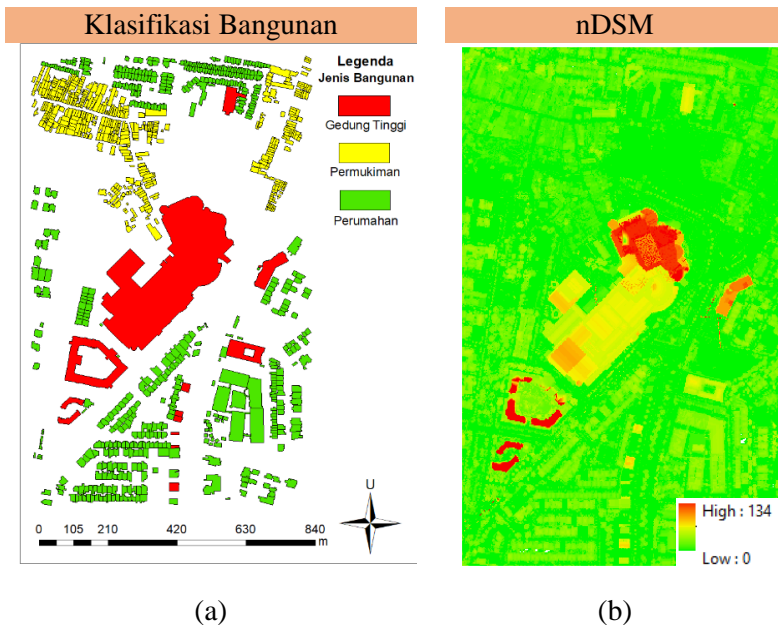 Klasifikasi Bangunan
nDSM
Legenda
Jenis Bangunan
Gedung Tinggi
Permukiman
Perumahan
U
0 105 210 420 630 840
m
High : 134
Low : 0
(a)
(b)